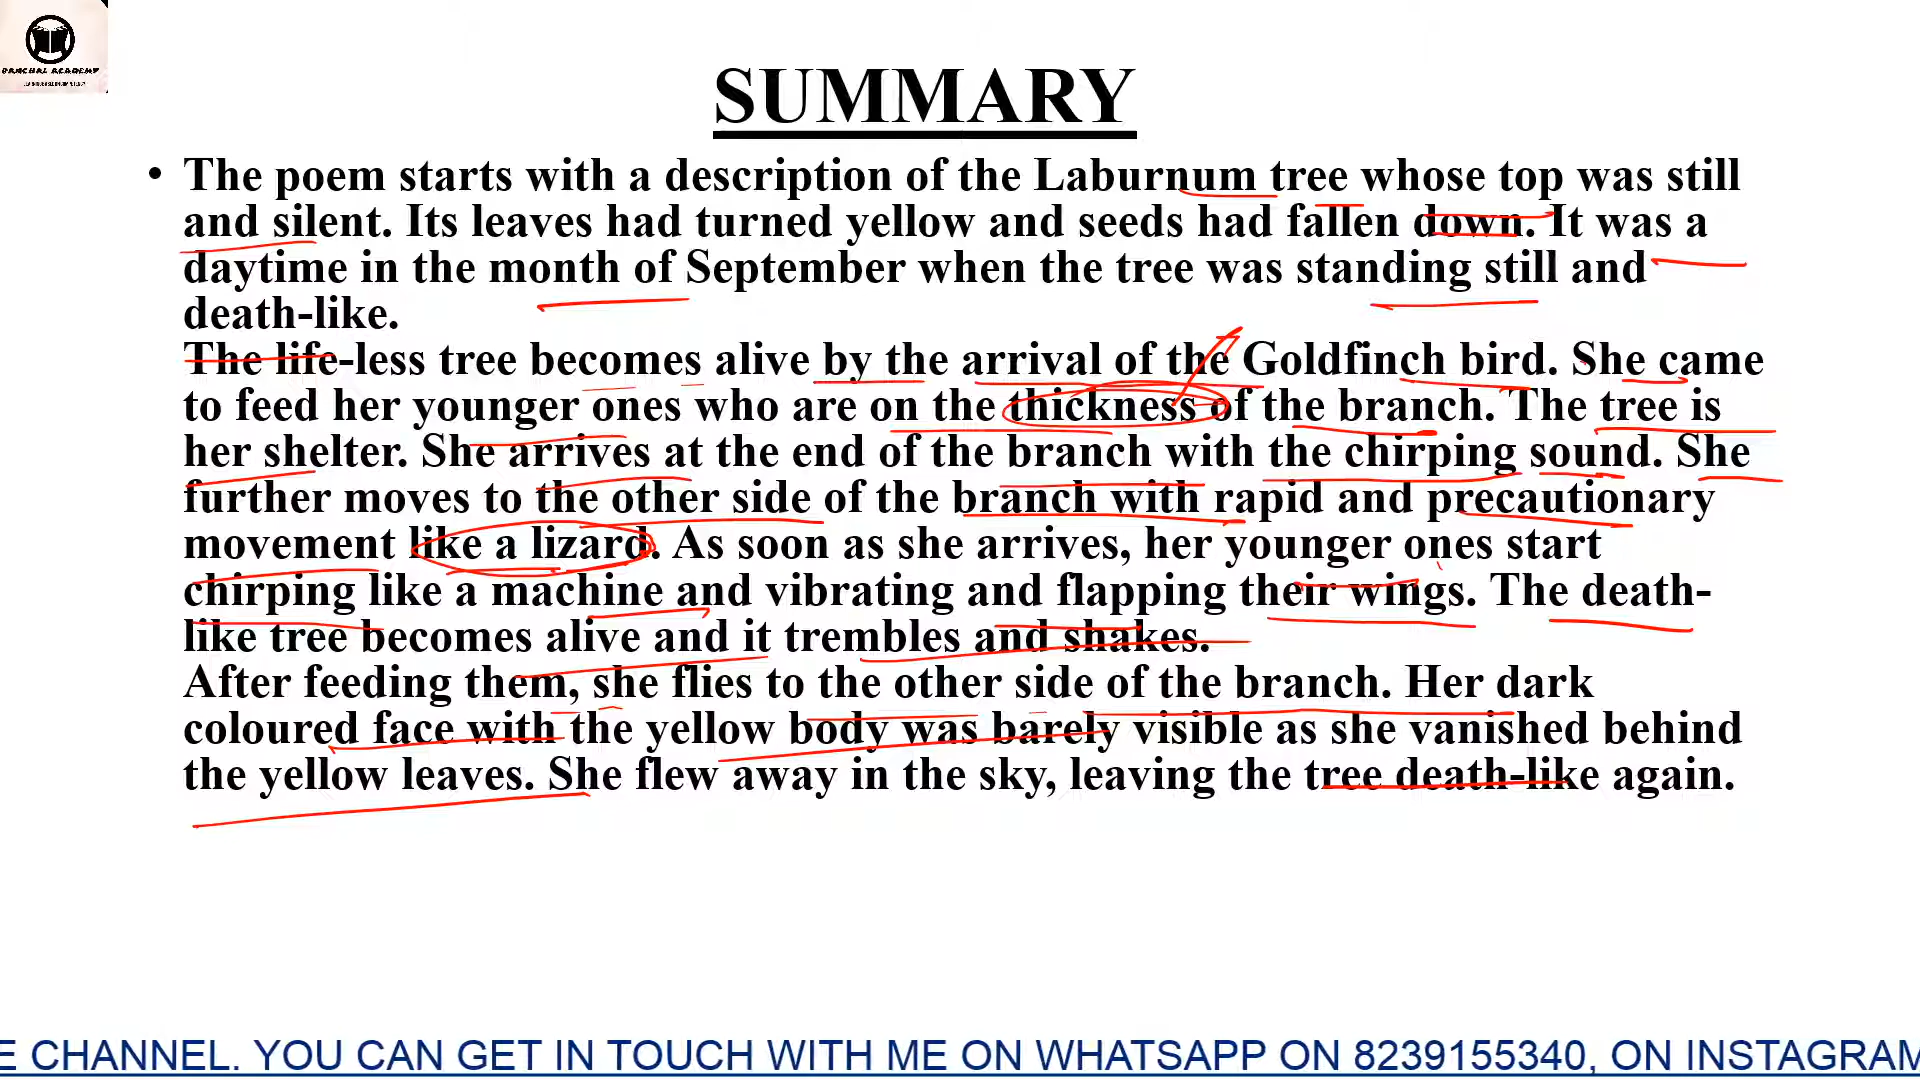 PANCHAL ACADEMY
SUMMARY
• The poem starts with a description of the Laburnum tree whose top was still
and silent. Its leaves had turned yellow and seeds had fallen down. It was a
daytime in the month of September when the tree was standing still and
death-like.
The life-less tree becomes alive by the arrival of the Goldfinch bird. She came
to feed her younger ones who are on the thickness of the branch. The tree is
her shelter. She arrives at the end of the branch with the chirping sound. She
further moves to the other side of the branch with rapid and precautionary
movement like a lizard. As soon as she arrives, her younger ones start
chirping like a machine and vibrating and flapping their wings. The death-
like tree becomes alive and it trembles and shakes.
After feeding them, she flies to the other side of the branch. Her dark
coloured face with the yellow body was barely visible as she vanished behind
the yellow leaves. She flew away in the sky, leaving the tree death-like again.
E CHANNEL. YOU CAN GET IN TOUCH WITH ME ON WHATSAPP ON 8239155340, ON INSTAGRAM